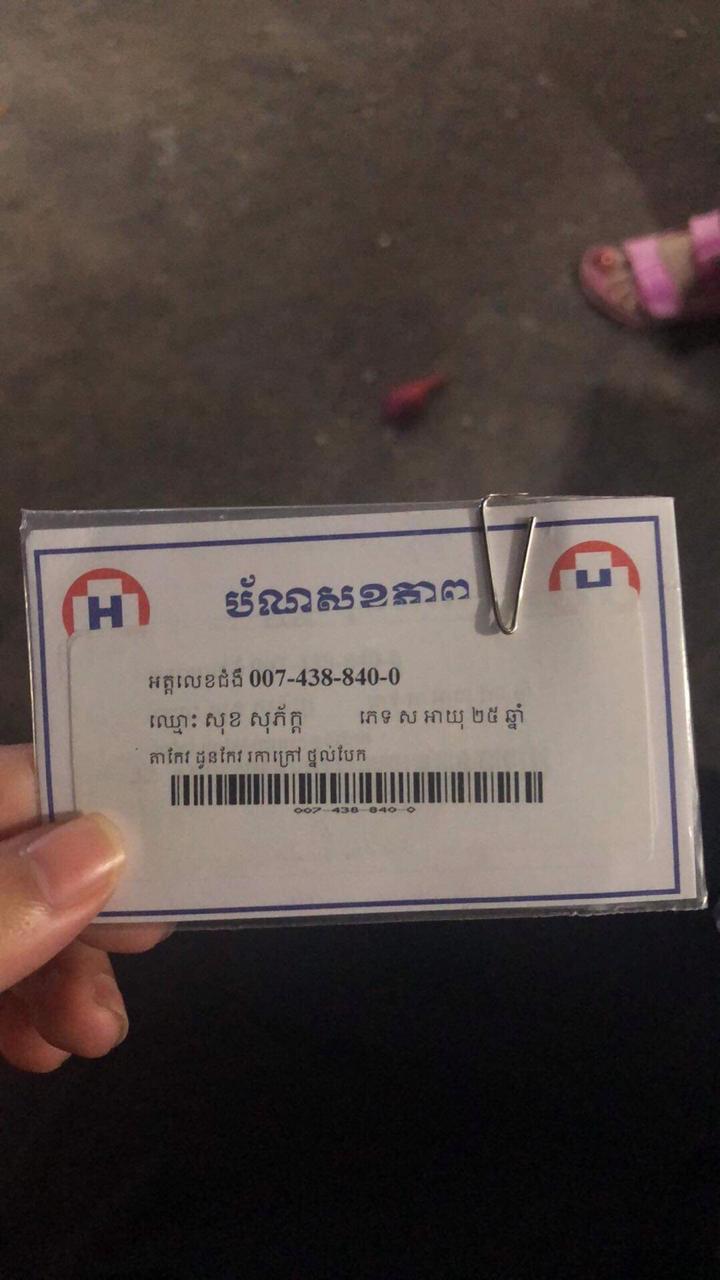 H ប័ណ្ណសុខភាព H
អត្តលេខជំងឺ 007-438-840-0
ឈ្មោះ សុខ សុភ័ក្ត ភេទ ស អាយុ ២៥ ឆ្នាំ
តាកែវ ដូនកែវ រកាក្រៅ ថ្នល់បែក
007-438-840-0